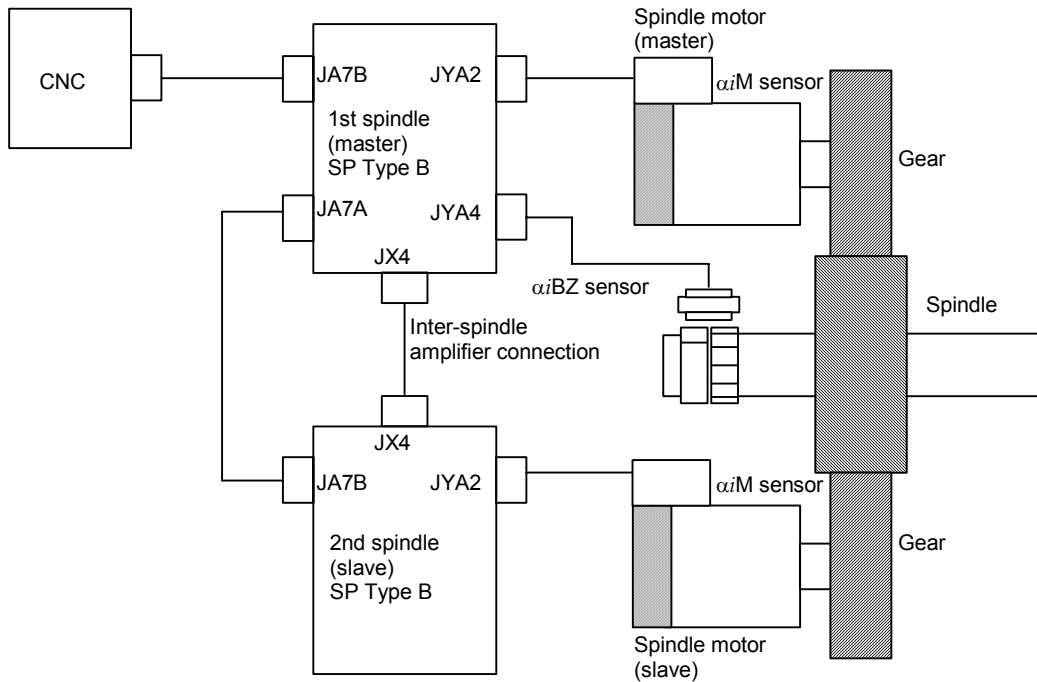 CNC
JA7B
JYA2
1st spindle
(master)
SP Type B
JA7A
JYA4
JX4
Spindle motor
(master)
αiM sensor
Gear
αiBZ sensor
Spindle
Inter-spindle
amplifier connection
JX4
JA7B
JYA2
2nd spindle
(slave)
SP Type B
αiM sensor
Gear
Spindle motor
(slave)